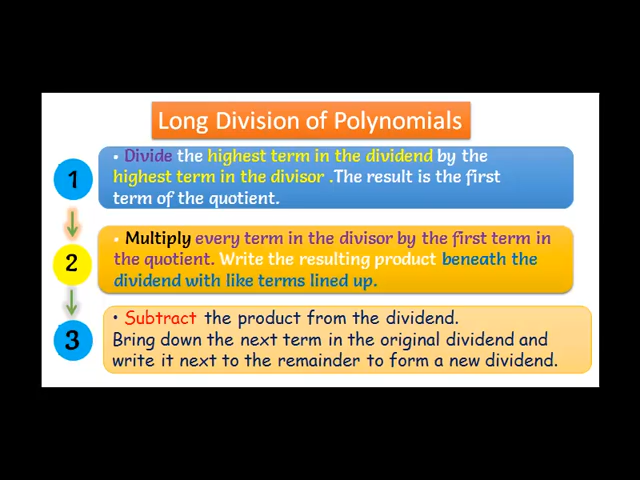 Long Division of Polynomials
1
• Divide the highest term in the dividend by the
highest term in the divisor .The result is the first
term of the quotient.
2
• Multiply every term in the divisor by the first term in
the quotient. Write the resulting product beneath the
dividend with like terms lined up.
3
• Subtract the product from the dividend.
Bring down the next term in the original dividend and
write it next to the remainder to form a new dividend.